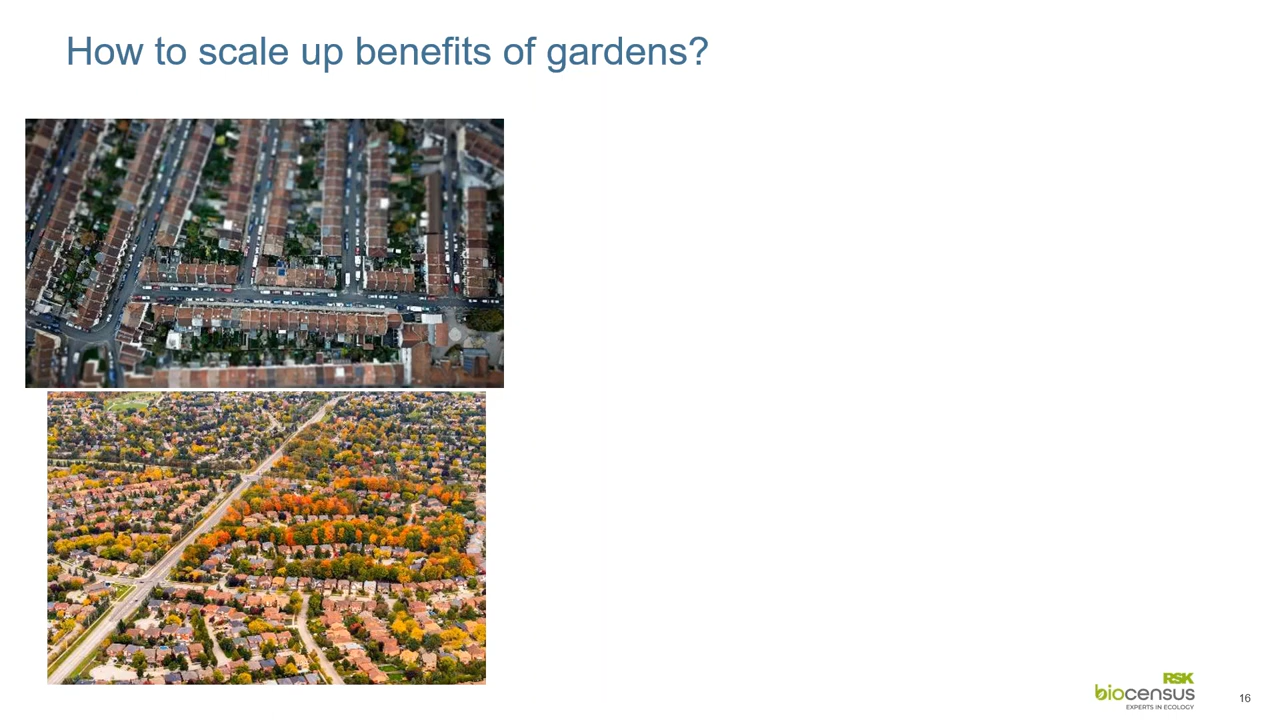 How to scale up benefits of gardens?
RSK
biocensus
EXPERTS IN ECOLOGY
16